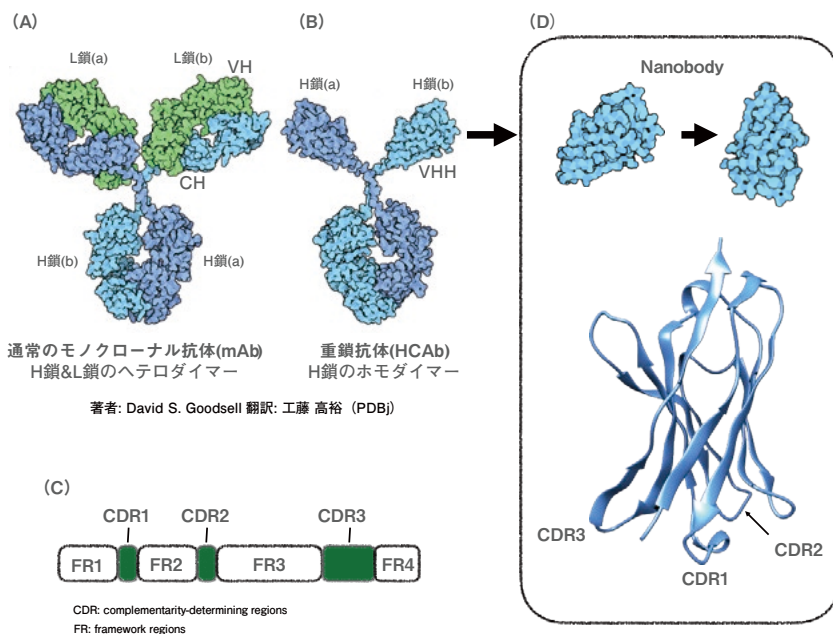 (A)
L鎖(a)
L鎖(b)
VH
CH
H鎖(b)
H鎖(a)
通常のモノクローナル抗体(mAb)
H鎖&L鎖のヘテロダイマー
(B)
H鎖(a)
H鎖(b)
VHH
重鎖抗体(HCAb)
H鎖のホモダイマー
著者: David S. Goodsell 翻訳: 工藤 高裕（PDBj）
(C)
CDR1
CDR2
CDR3
FR1
FR2
FR3
FR4
CDR: complementarity-determining regions
FR: framework regions
(D)
Nanobody
CDR3
CDR2
CDR1